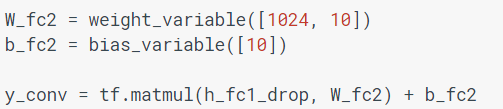 W_fc2 = weight_variable([1024, 10])
b_fc2 = bias_variable([10])
y_conv = tf.matmul(h_fc1_drop, W_fc2) + b_fc2